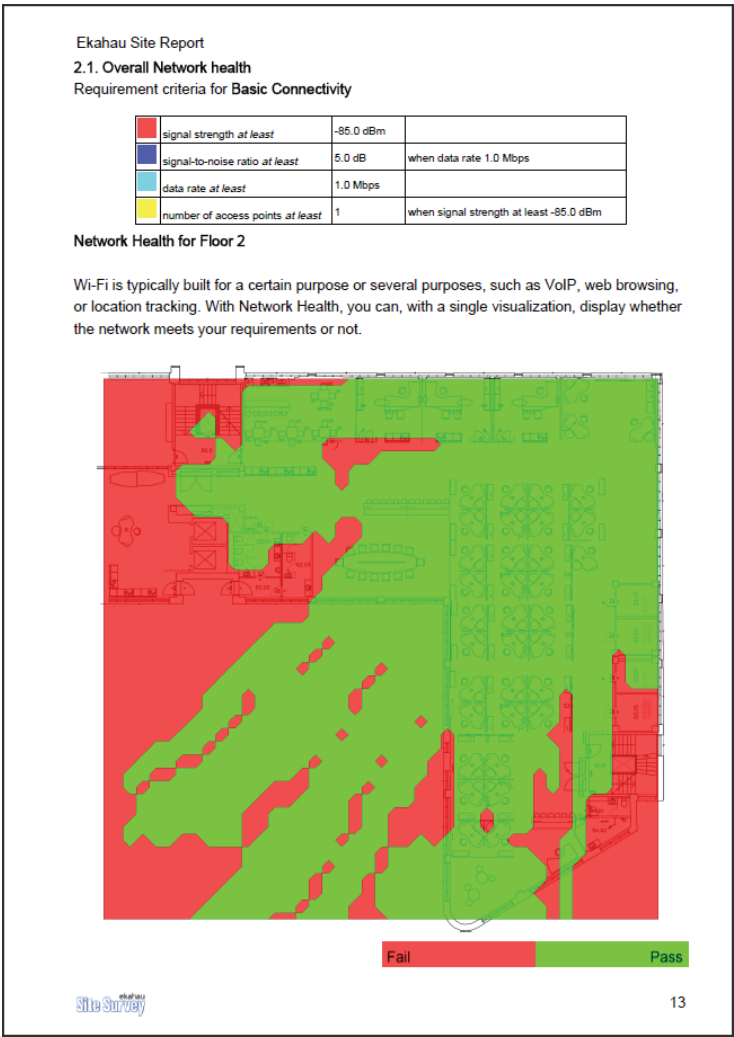 Ekahau Site Report
2.1. Overall Network health
Requirement criteria for Basic Connectivity
signal strength at least -85.0 dBm
signal-to-noise ratio at least 5.0 dB when data rate 1.0 Mbps
data rate at least 1.0 Mbps
number of access points at least 1 when signal strength at least -85.0 dBm
Network Health for Floor 2
Wi-Fi is typically built for a certain purpose or several purposes, such as VoIP, web browsing,
or location tracking. With Network Health, you can, with a single visualization, display whether
the network meets your requirements or not.
Fail Pass
ekahau
Site Survey
13